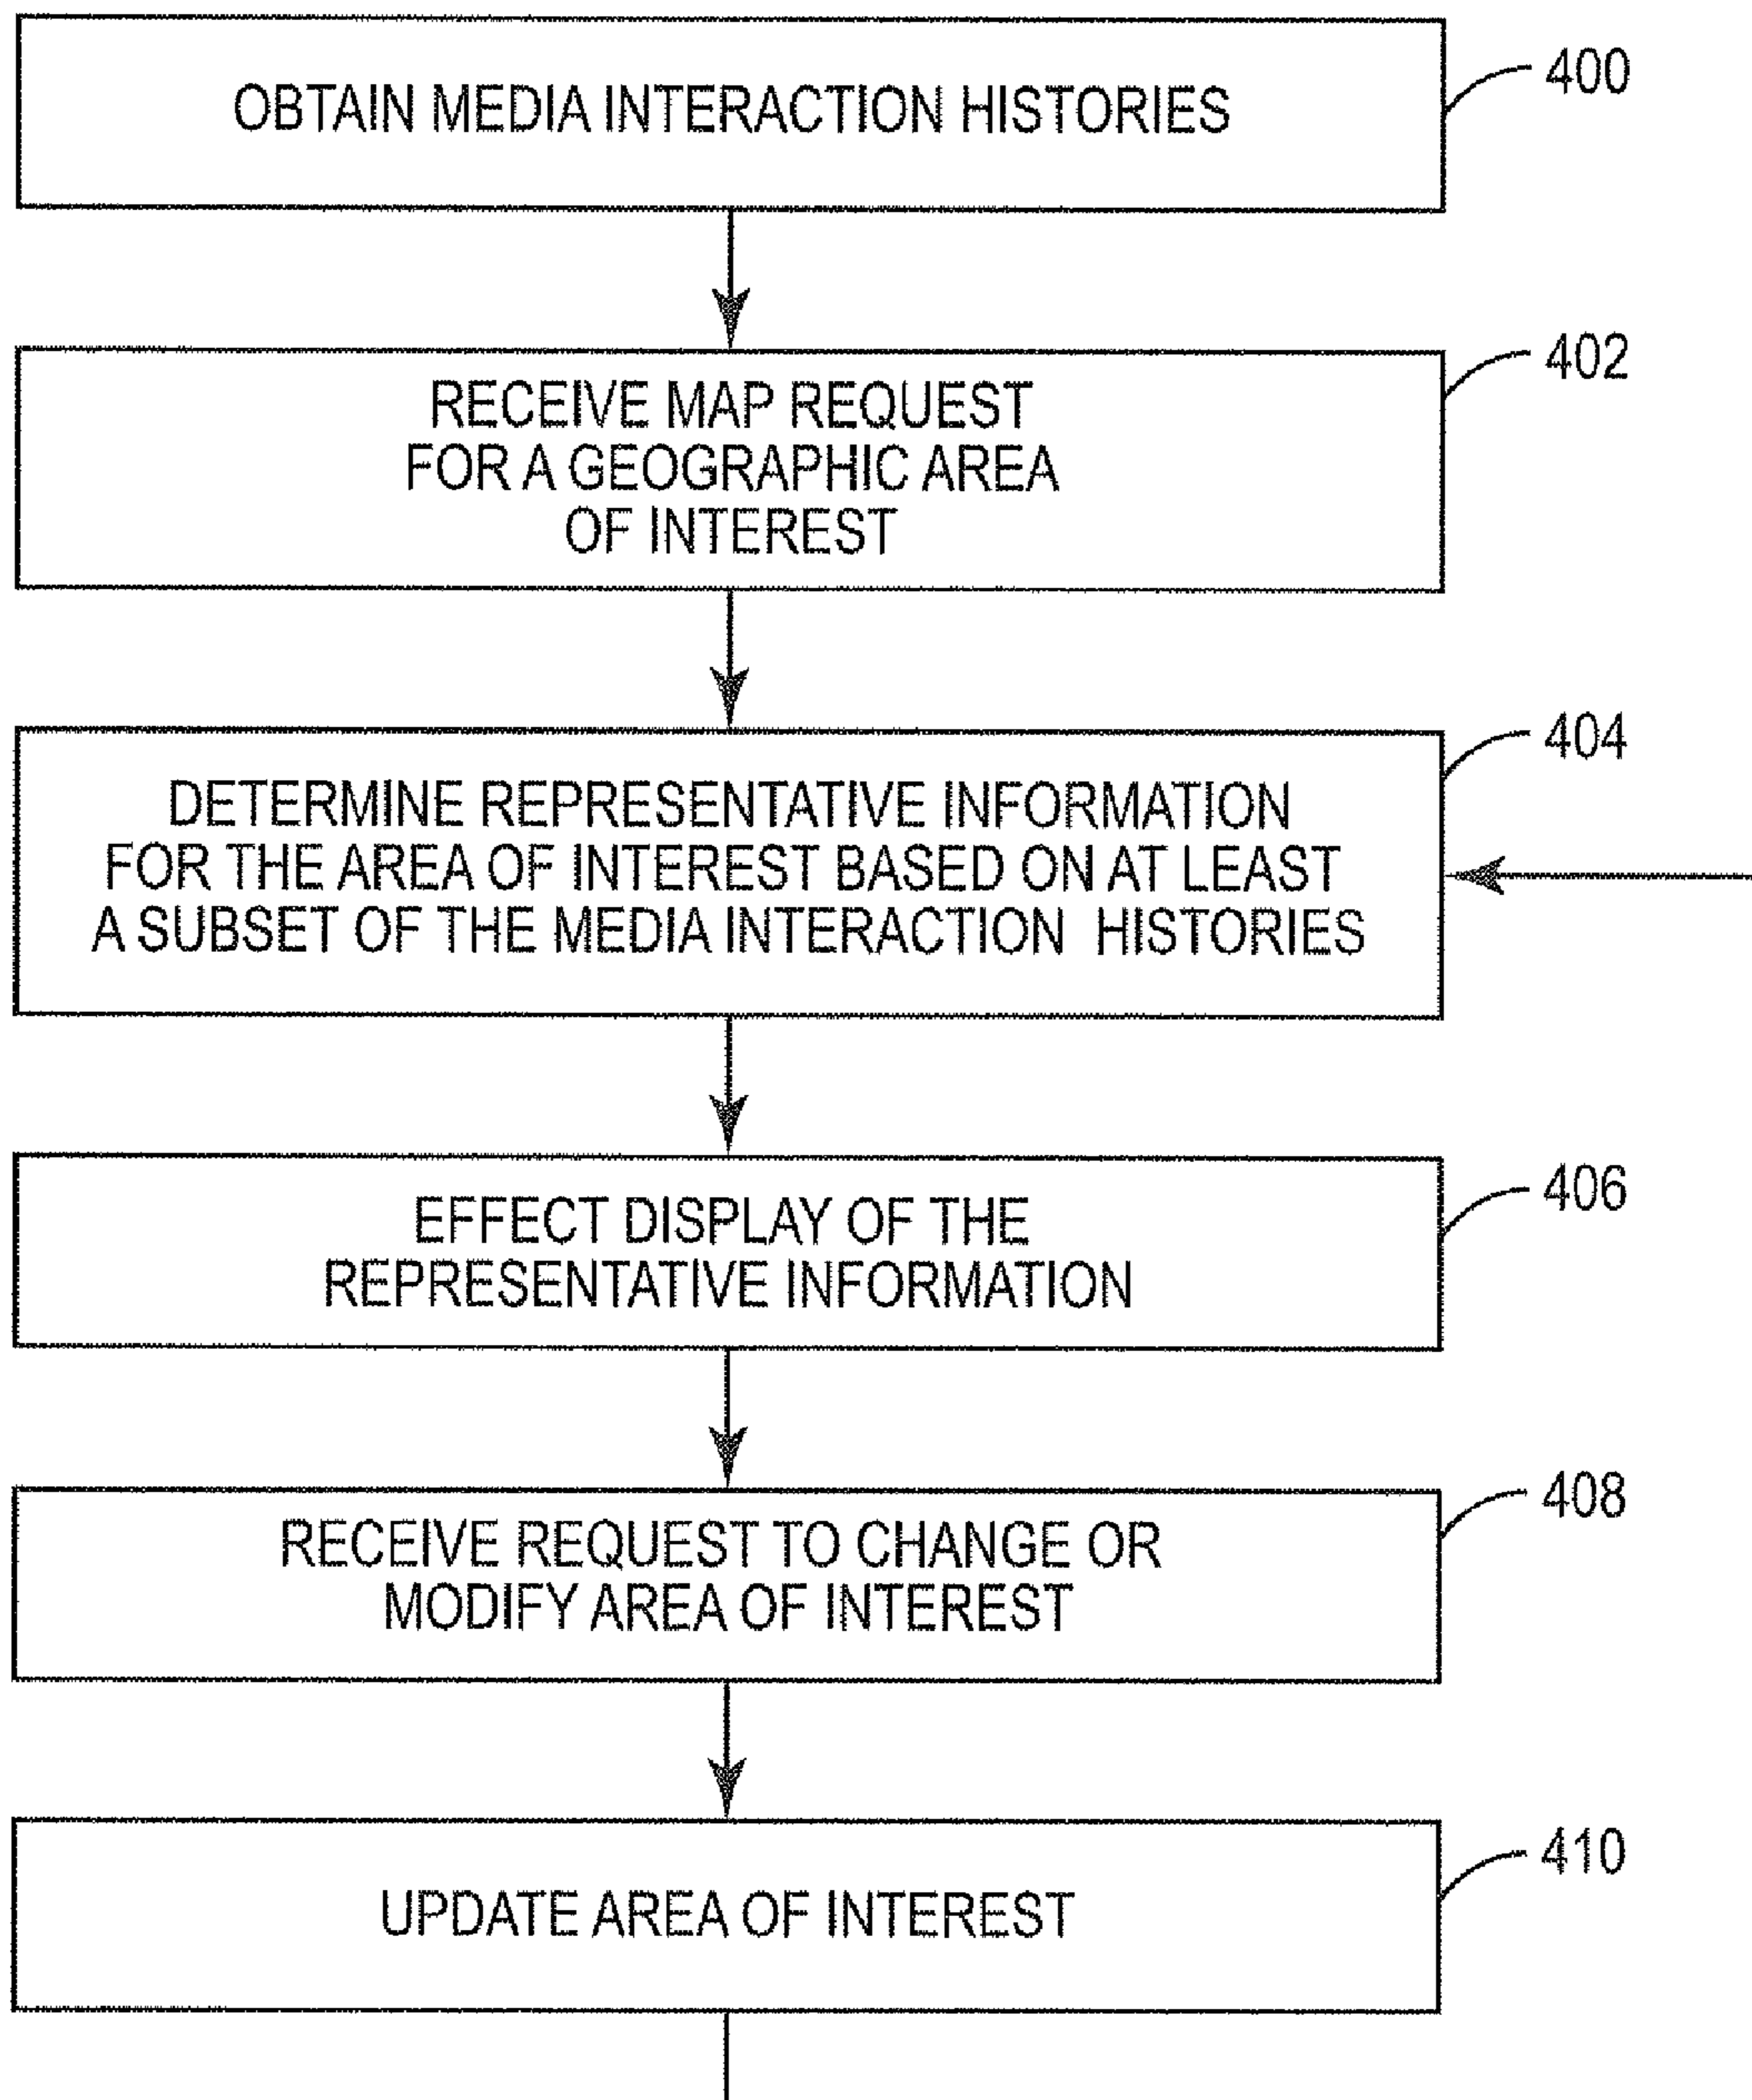 OBTAIN MEDIA INTERACTION HISTORIES
400
RECEIVE MAP REQUEST
FOR A GEOGRAPHIC AREA
OF INTEREST
402
DETERMINE REPRESENTATIVE INFORMATION
FOR THE AREA OF INTEREST BASED ON AT LEAST
A SUBSET OF THE MEDIA INTERACTION HISTORIES
404
EFFECT DISPLAY OF THE
REPRESENTATIVE INFORMATION
406
RECEIVE REQUEST TO CHANGE OR
MODIFY AREA OF INTEREST
408
UPDATE AREA OF INTEREST
410